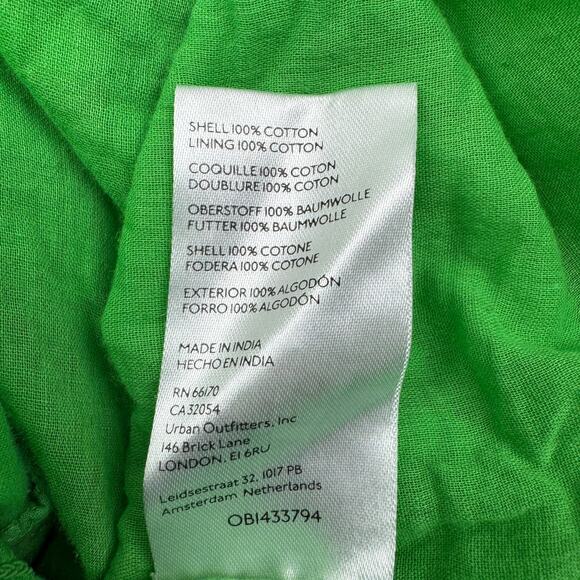 SHELL 100% COTTON
LINING 100% COTTON
COQUILLE 100% COTON
DOUBLURE 100% COTON
OBERSTOFF 100% BAUMWOLLE
FUTTER 100% BAUMWOLLE
SHELL 100% COTONE
FODERA 100% COTONE
EXTERIOR 100% ALGODÓN
FORRO 100% ALGODÓN
MADE IN INDIA
HECHO EN INDIA
RN 66170
CA 32054
Urban Outfitters, Inc
146 Brick Lane
LONDON. E1 6RU
Leidsestraat 32, 1017 PB
Amsterdam Netherlands
OB1433794